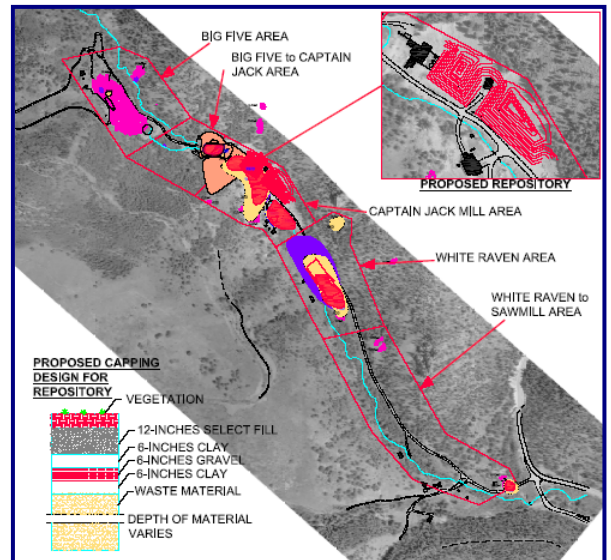 BIG FIVE AREA
BIG FIVE to CAPTAIN
JACK AREA
PROPOSED REPOSITORY
CAPTAIN JACK MILL AREA
WHITE RAVEN AREA
WHITE RAVEN to
SAWMILL AREA
PROPOSED CAPPING
DESIGN FOR
REPOSITORY
VEGETATION
12-INCHES SELECT FILL
6-INCHES CLAY
6-INCHES GRAVEL
6-INCHES CLAY
WASTE MATERIAL
DEPTH OF MATERIAL
VARIES